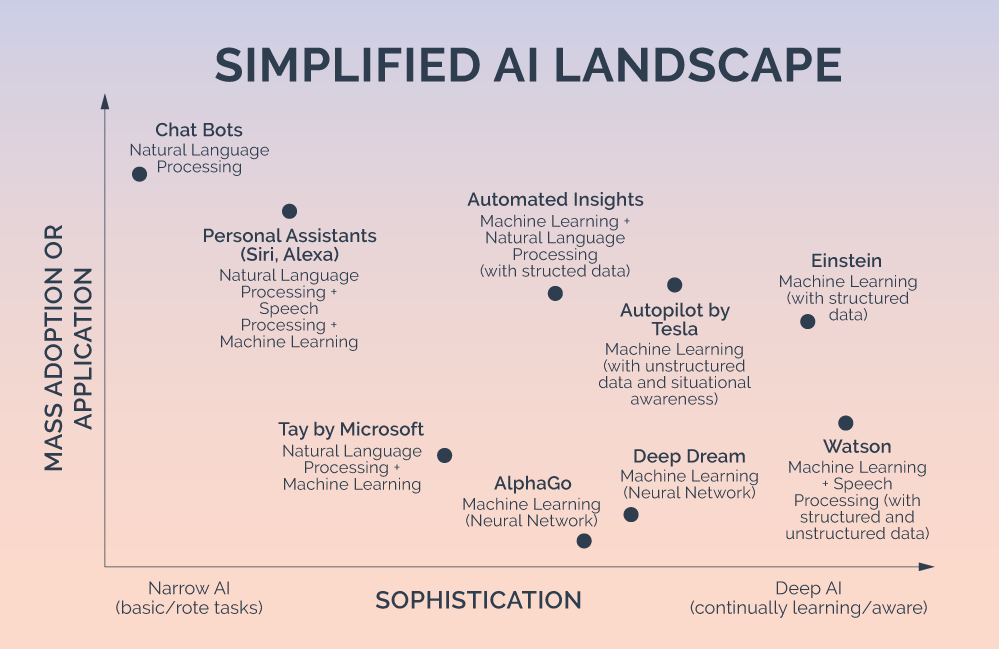 SIMPLIFIED AI LANDSCAPE
MASS ADOPTION OR
APPLICATION
Chat Bots
Natural Language
Processing
Personal Assistants
(Siri, Alexa)
Natural Language
Processing +
Speech
Processing +
Machine Learning
Automated Insights
Machine Learning +
Natural Language
Processing
(with structed data)
Autopilot by
Tesla
Machine Learning
(with unstructured
data and situational
awareness)
Einstein
Machine Learning
(with structured
data)
Tay by Microsoft
Natural Language
Processing +
Machine Learning
AlphaGo
Machine Learning
(Neural Network)
Deep Dream
Machine Learning
(Neural Network)
Watson
Machine Learning
+ Speech
Processing (with
structured and
unstructured data)
Narrow AI
(basic/rote tasks)
SOPHISTICATION
Deep AI
(continually learning/aware)